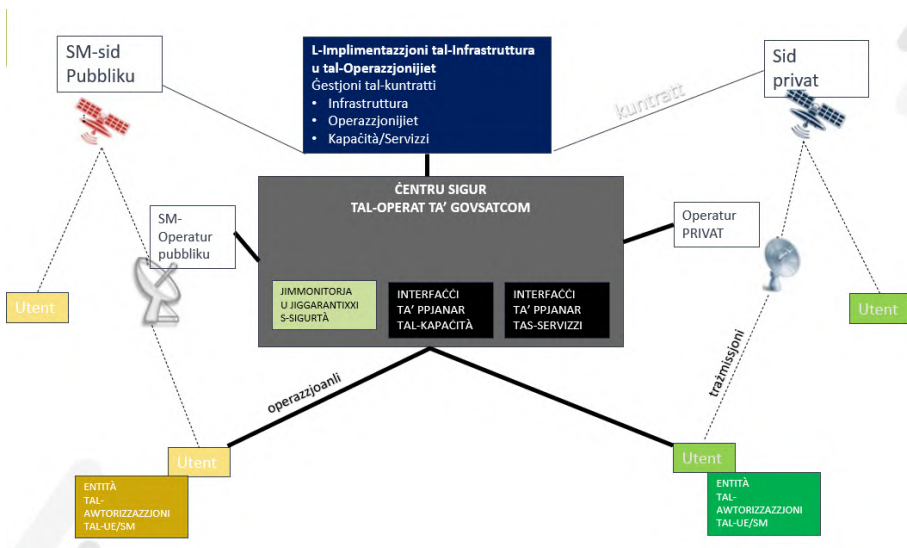 SM-sid
Pubbliku
L-Implimentazzjoni tal-Infrastruttura
u tal-Operazzjonijiet
Ġestjoni tal-kuntratti
• Infrastruttura
• Operazzjonijiet
• Kapaċità/Servizzi
Sid
privat
kuntratt
ĊENTRU SIGUR
TAL-OPERAT TA’ GOVSATCOM
SM-
Operatur
pubbliku
Operatur
PRIVAT
JIMMONITORJA
U JIGGARANTIXXI
S-SIGURTÀ
INTERFAĊĊI
TA’ PPJANAR
TAL-KAPAĊITÀ
INTERFAĊĊI
TA’ PPJANAR
TAS-SERVIZZI
Utent
Utent
operazzjoanli
trażmissjoni
Utent
Utent
ENTITÀ
TAL-
AWTORIZZAZZJONI
TAL-UE/SM
ENTITÀ
TAL-
AWTORIZZAZZJONI
TAL-UE/SM